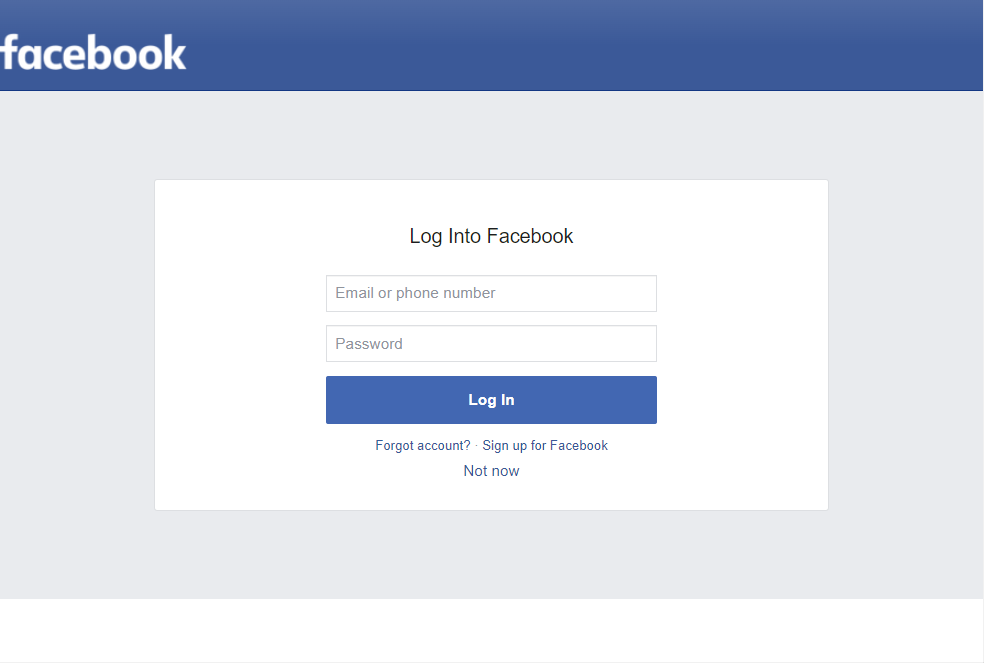 facebook
Log Into Facebook
Email or phone number
Password
Log In
Forgot account? · Sign up for Facebook
Not now